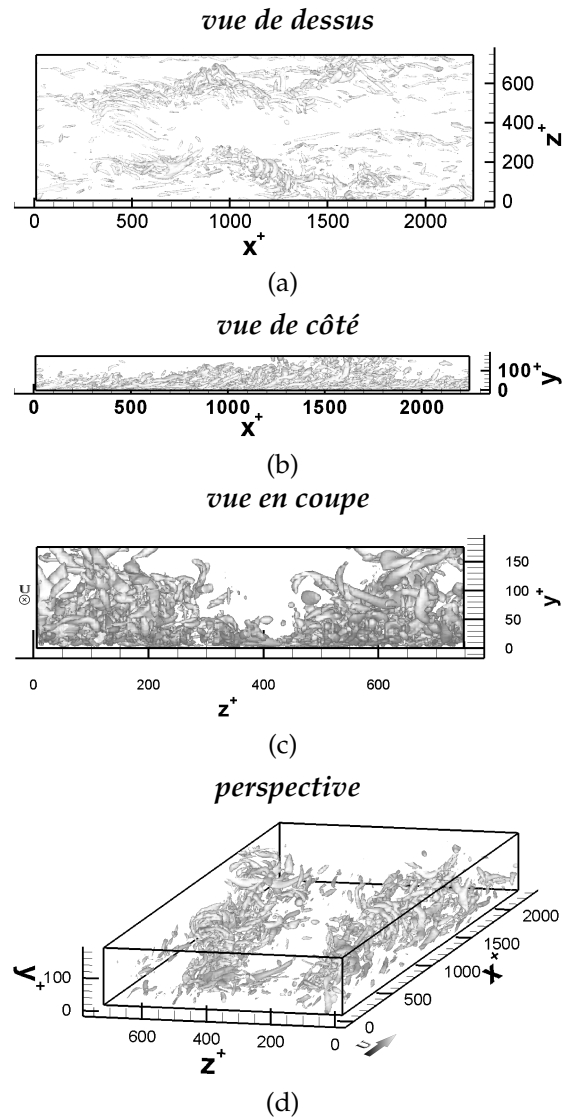 vue de dessus
600
400
200
0
z+
0 500 1000 1500 2000
x+
(a)
vue de côté
100+
0
y
0 500 1000 1500 2000
x+
(b)
vue en coupe
150
100
50
0
y+
U
0 200 400 600
z+
(c)
perspective
y+
100
0
600 400 200 0
z+
0 500 1000 1500 2000
x+
U
(d)